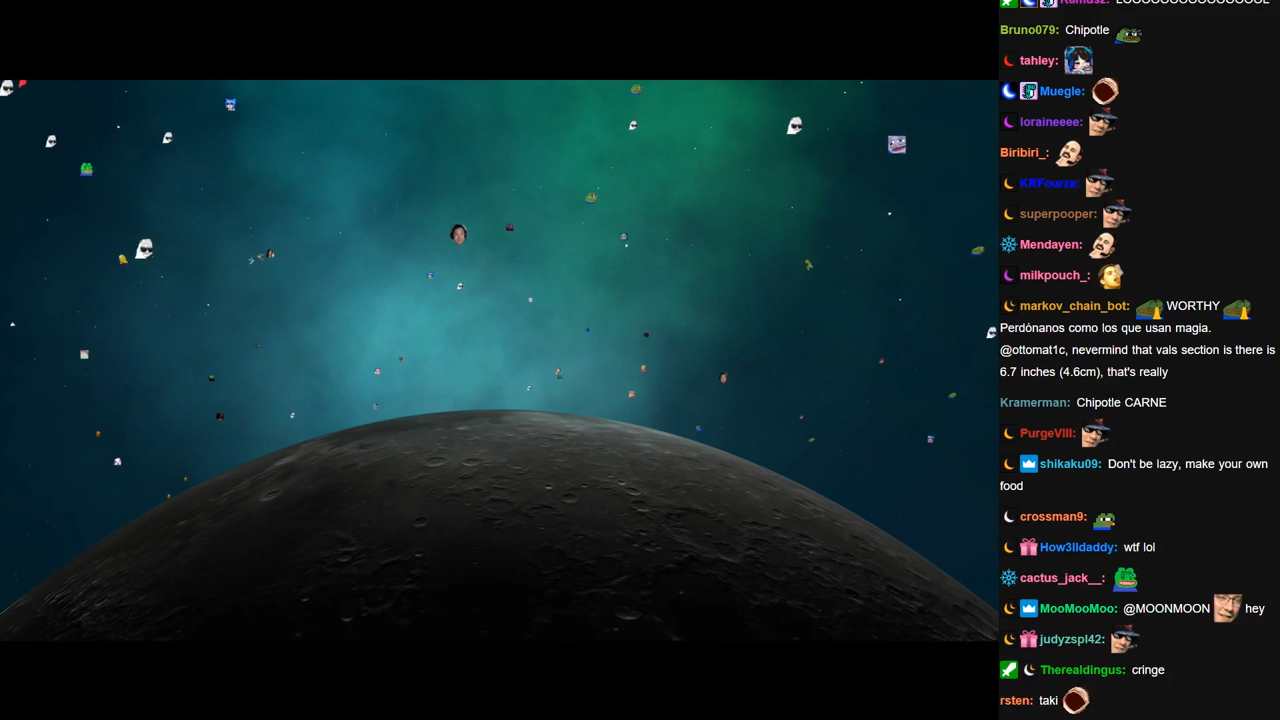 Bruno079: Chipotle
tahley:
Muegle:
loraineeee:
Biribiri_:
KRFourze:
superpooper:
Mendayen:
milkpouch_:
markov_chain_bot: WORTHY
Perdónanos como los que usan magia.
@ottomat1c, nevermind that vals section is there is
6.7 inches (4.6cm), that's really
Kramerman: Chipotle CARNE
PurgeVIII:
shikaku09: Don't be lazy, make your own
food
crossman9:
How3lldaddy: wtf lol
cactus_jack__:
MooMooMoo: @MOONMOON hey
judyzspl42:
Therealdingus: cringe
rsten: taki